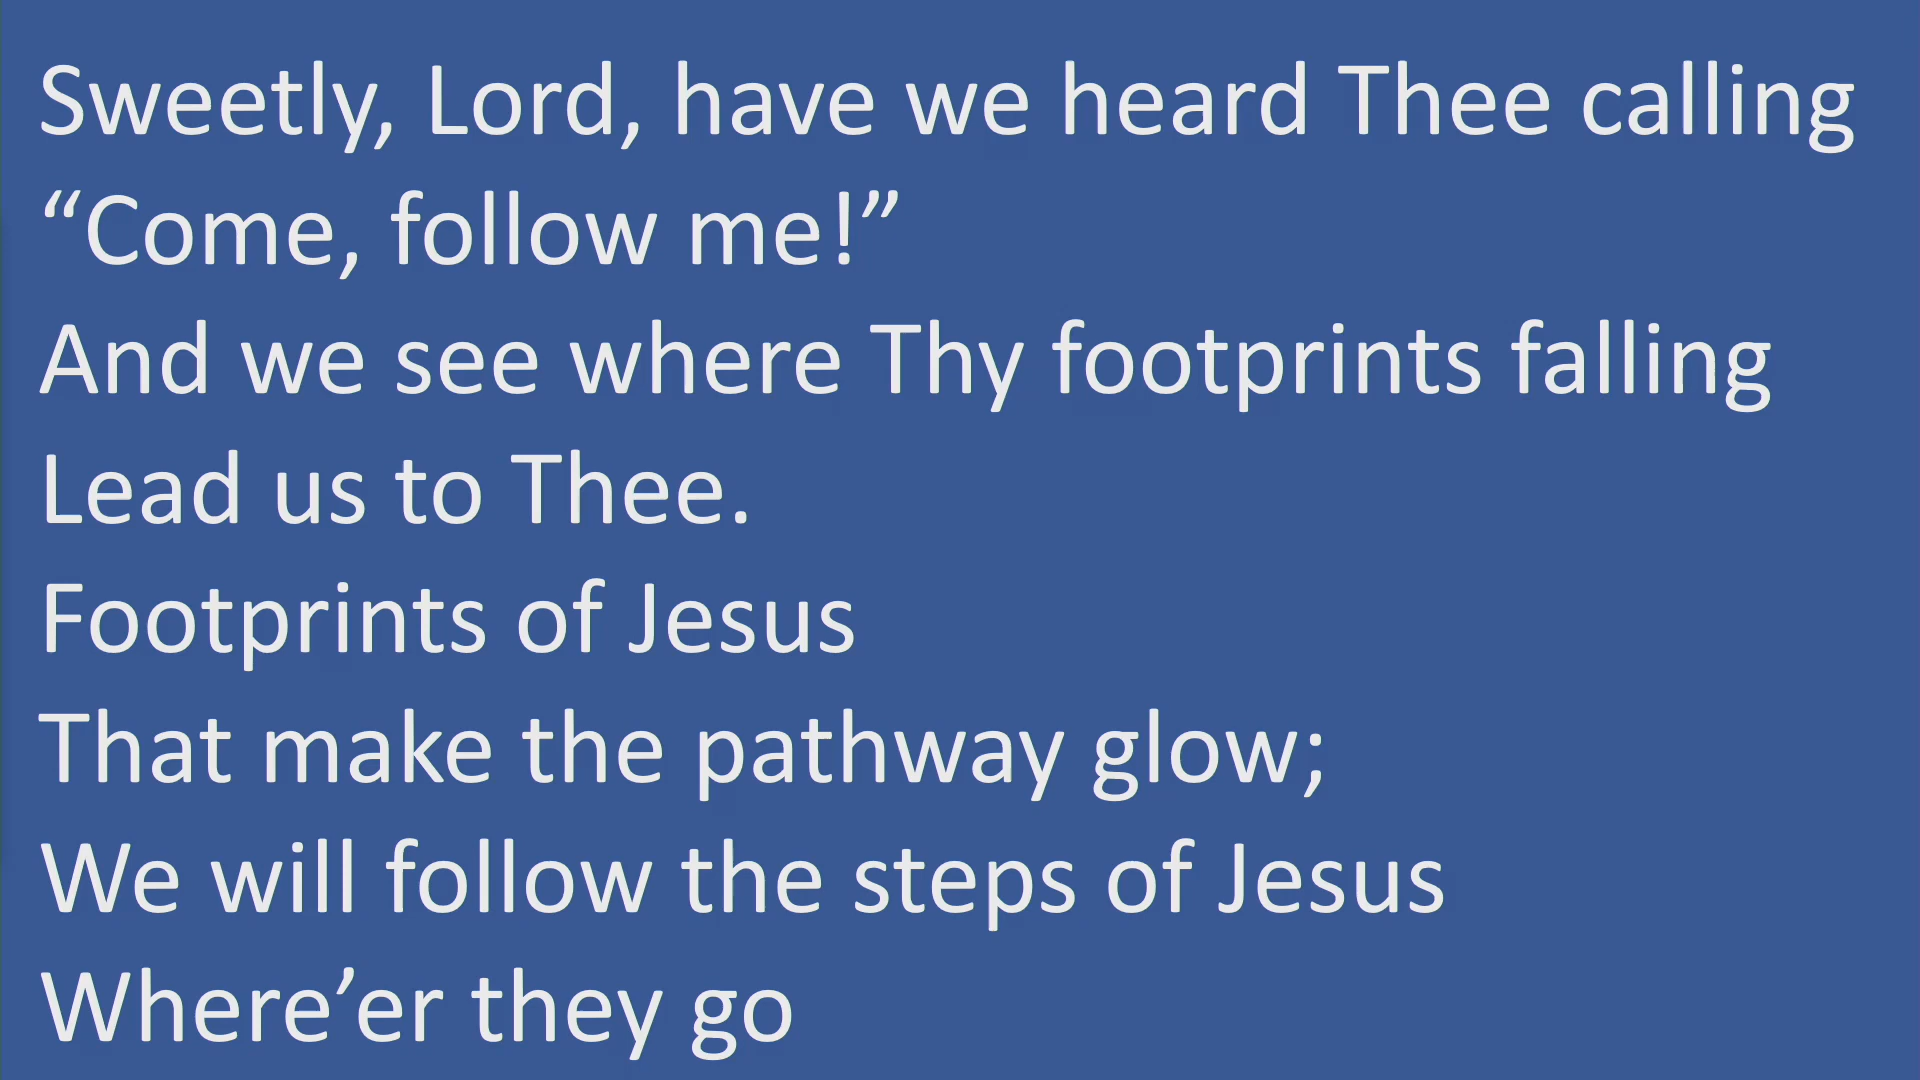 Sweetly, Lord, have we heard Thee calling
“Come, follow me!”
And we see where Thy footprints falling
Lead us to Thee.
Footprints of Jesus
That make the pathway glow;
We will follow the steps of Jesus
Where’er they go